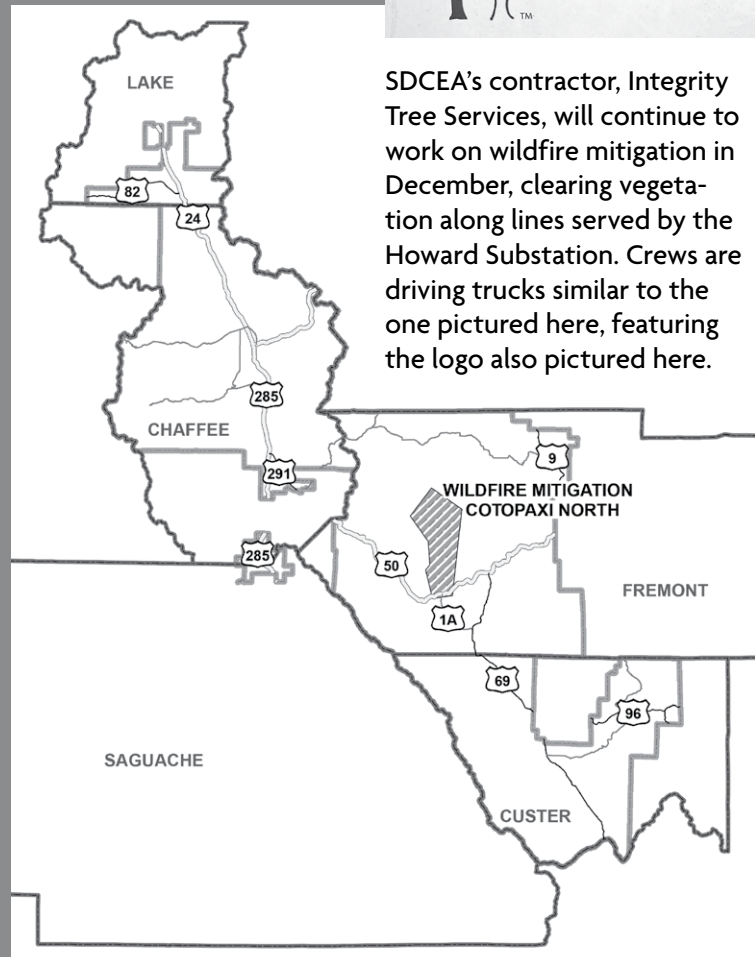 TM
SDCEA’s contractor, Integrity
Tree Services, will continue to
work on wildfire mitigation in
December, clearing vegeta-
tion along lines served by the
Howard Substation. Crews are
driving trucks similar to the
one pictured here, featuring
the logo also pictured here.
LAKE
82
24
285
CHAFFEE
291
285
9
WILDFIRE MITIGATION
COTOPAXI NORTH
50
1A
FREMONT
69
96
SAGUACHE
CUSTER